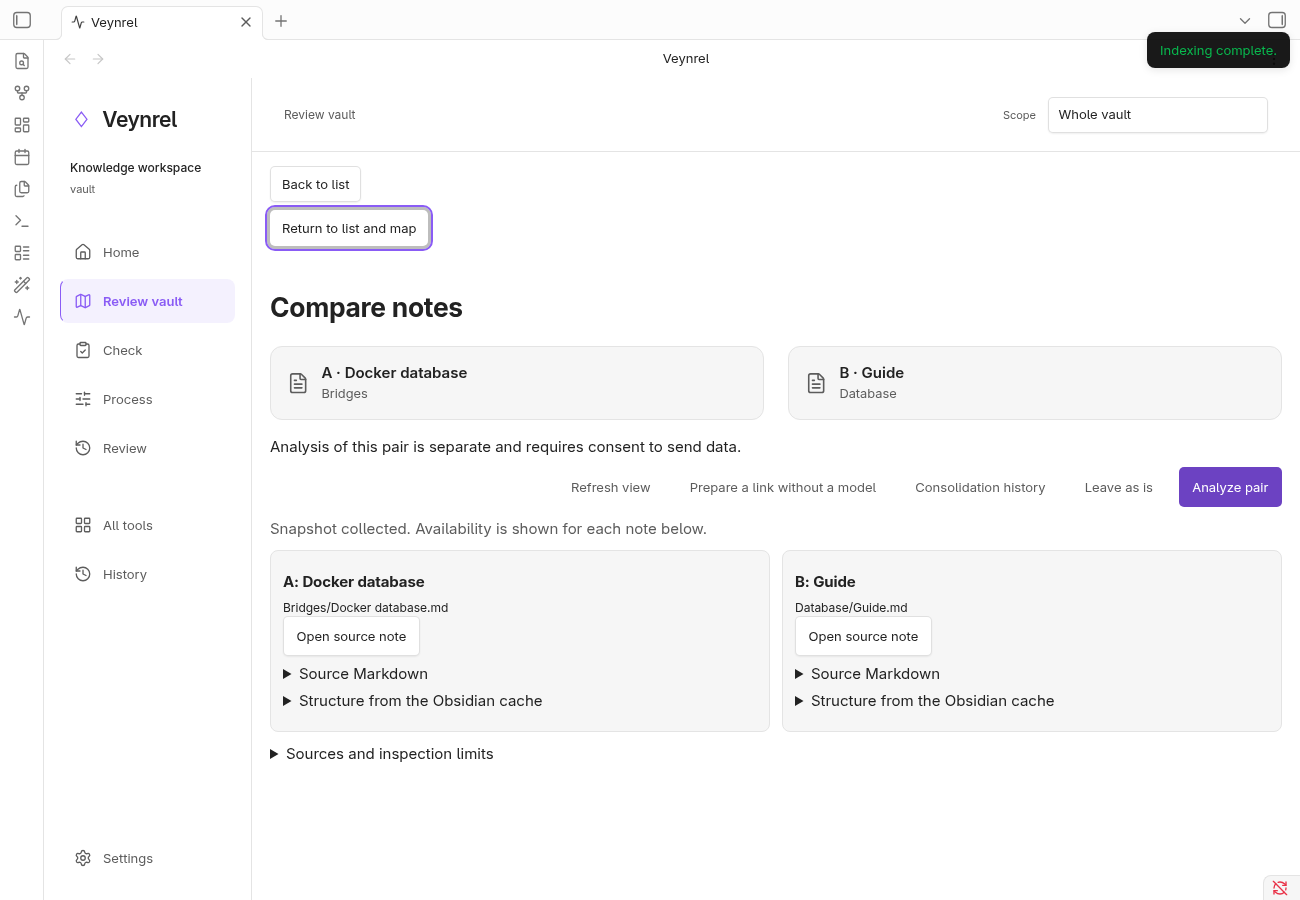 Veynrel
Veynrel
Indexing complete.
Veynrel
Knowledge workspace
vault
Home
Review vault
Check
Process
Review
All tools
History
Settings
Review vault
Scope
Whole vault
Back to list
Return to list and map
Compare notes
A · Docker database
Bridges
B · Guide
Database
Analysis of this pair is separate and requires consent to send data.
Refresh view
Prepare a link without a model
Consolidation history
Leave as is
Analyze pair
Snapshot collected. Availability is shown for each note below.
A: Docker database
Bridges/Docker database.md
Open source note
Source Markdown
Structure from the Obsidian cache
B: Guide
Database/Guide.md
Open source note
Source Markdown
Structure from the Obsidian cache
Sources and inspection limits